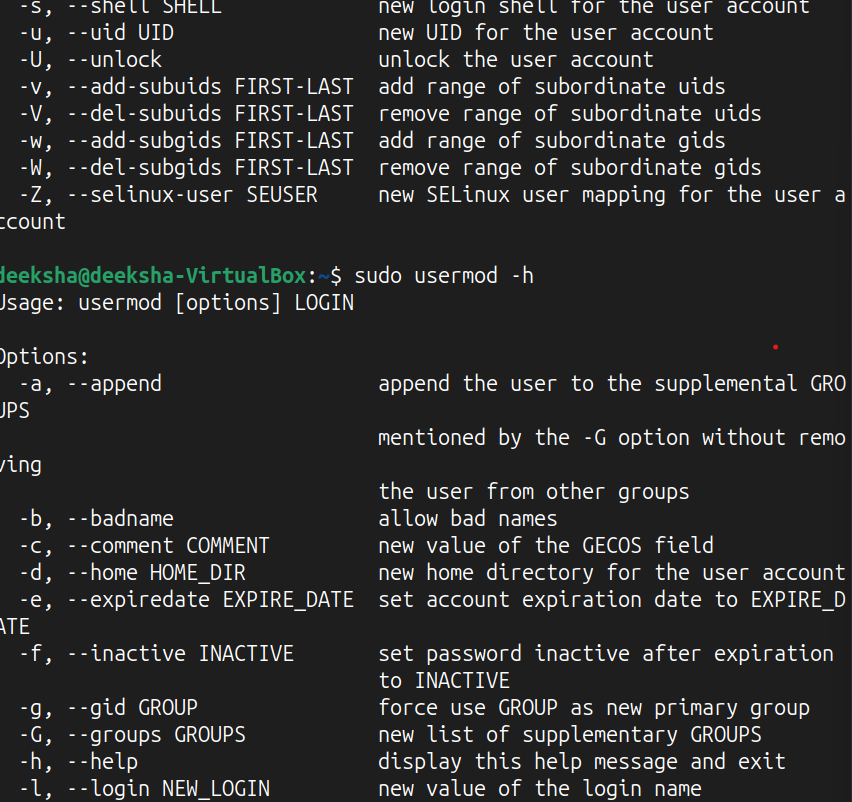 -s, --shell SHELL             new login shell for the user account
-u, --uid UID                 new UID for the user account
-U, --unlock                  unlock the user account
-v, --add-subuids FIRST-LAST  add range of subordinate uids
-V, --del-subuids FIRST-LAST  remove range of subordinate uids
-w, --add-subgids FIRST-LAST  add range of subordinate gids
-W, --del-subgids FIRST-LAST  remove range of subordinate gids
-Z, --selinux-user SEUSER     new SELinux user mapping for the user a
ccount
deeksha@deeksha-VirtualBox:~$ sudo usermod -h
Usage: usermod [options] LOGIN
Options:
-a, --append                  append the user to the supplemental GRO
UPS
mentioned by the -G option without remo
ving
the user from other groups
-b, --badname                 allow bad names
-c, --comment COMMENT         new value of the GECOS field
-d, --home HOME_DIR           new home directory for the user account
-e, --expiredate EXPIRE_DATE  set account expiration date to EXPIRE_D
ATE
-f, --inactive INACTIVE       set password inactive after expiration
to INACTIVE
-g, --gid GROUP               force use GROUP as new primary group
-G, --groups GROUPS           new list of supplementary GROUPS
-h, --help                    display this help message and exit
-l, --login NEW_LOGIN         new value of the login name